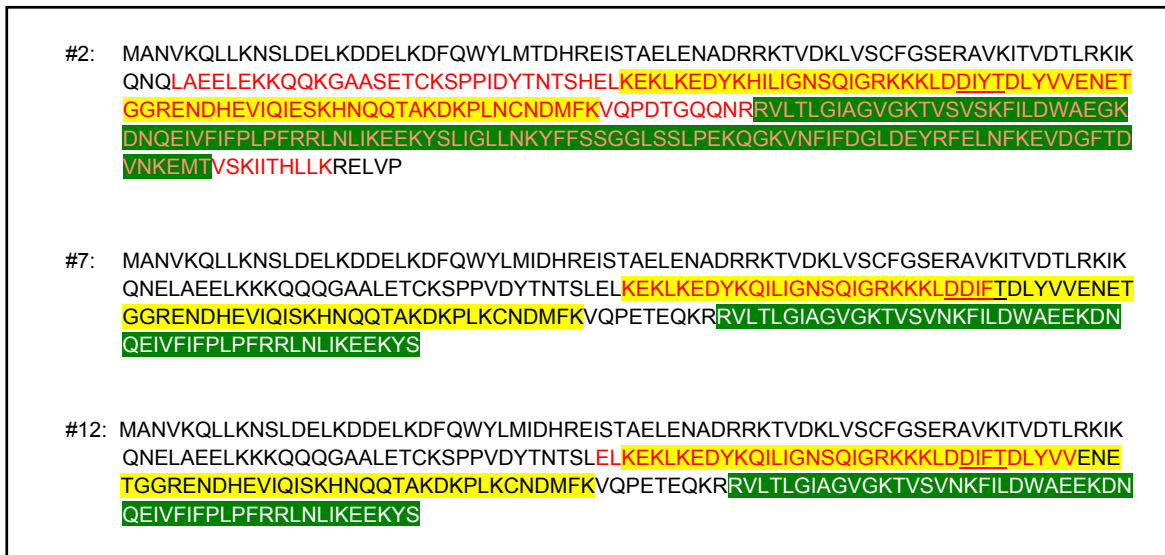 #2: MANVKQLLKNSLDELKDDELKDFQWYLMTDHREISTAELENADRRKTVDKLVSCFGSERAVKITVDTLRKIK
QNQLAEELEKKQQKGAASETCKSPPIDYTNTSHELKEKLKEDYKHILIGNSQIGRKKKLDDIYTDLYVVENET
GGRENDHEVIQIESKHNQQTAKDKPLNCNDMFKVQPDTGQQNRRVLTLGIAGVGKTVSVSKFILDWAEGK
DNQEIVFIFPLPFRRLNLIKEEKYSLIGLLNKYFFSSGGLSSLPEKQGKVNFIFDGLDEYRFELNFKEVDGFTD
VNKEMTVSKIITHLLKRELVP
#7: MANVKQLLKNSLDELKDDELKDFQWYLMIDHREISTAELENADRRKTVDKLVSCFGSERAVKITVDTLRKIK
QNELAEELKKKQQQGAALETCKSPPVDYTNTSLELKEKLKEDYKQILIGNSQIGRKKKLDDIFTDLYVVENET
GGRENDHEVIQISKHNQQTAKDKPLKCNDMFKVQPETEQKRRVLTLGIAGVGKTVSVNKFILDWAEEKDN
QEIVFIFPLPFRRLNLIKEEKYS
#12: MANVKQLLKNSLDELKDDELKDFQWYLMIDHREISTAELENADRRKTVDKLVSCFGSERAVKITVDTLRKIK
QNELAEELKKKQQQGAALETCKSPPVDYTNTSLELKEKLKEDYKQILIGNSQIGRKKKLDDIFTDLYVVENE
TGGRENDHEVIQISKHNQQTAKDKPLKCNDMFKVQPETEQKRRVLTLGIAGVGKTVSVNKFILDWAEEKDN
QEIVFIFPLPFRRLNLIKEEKYS